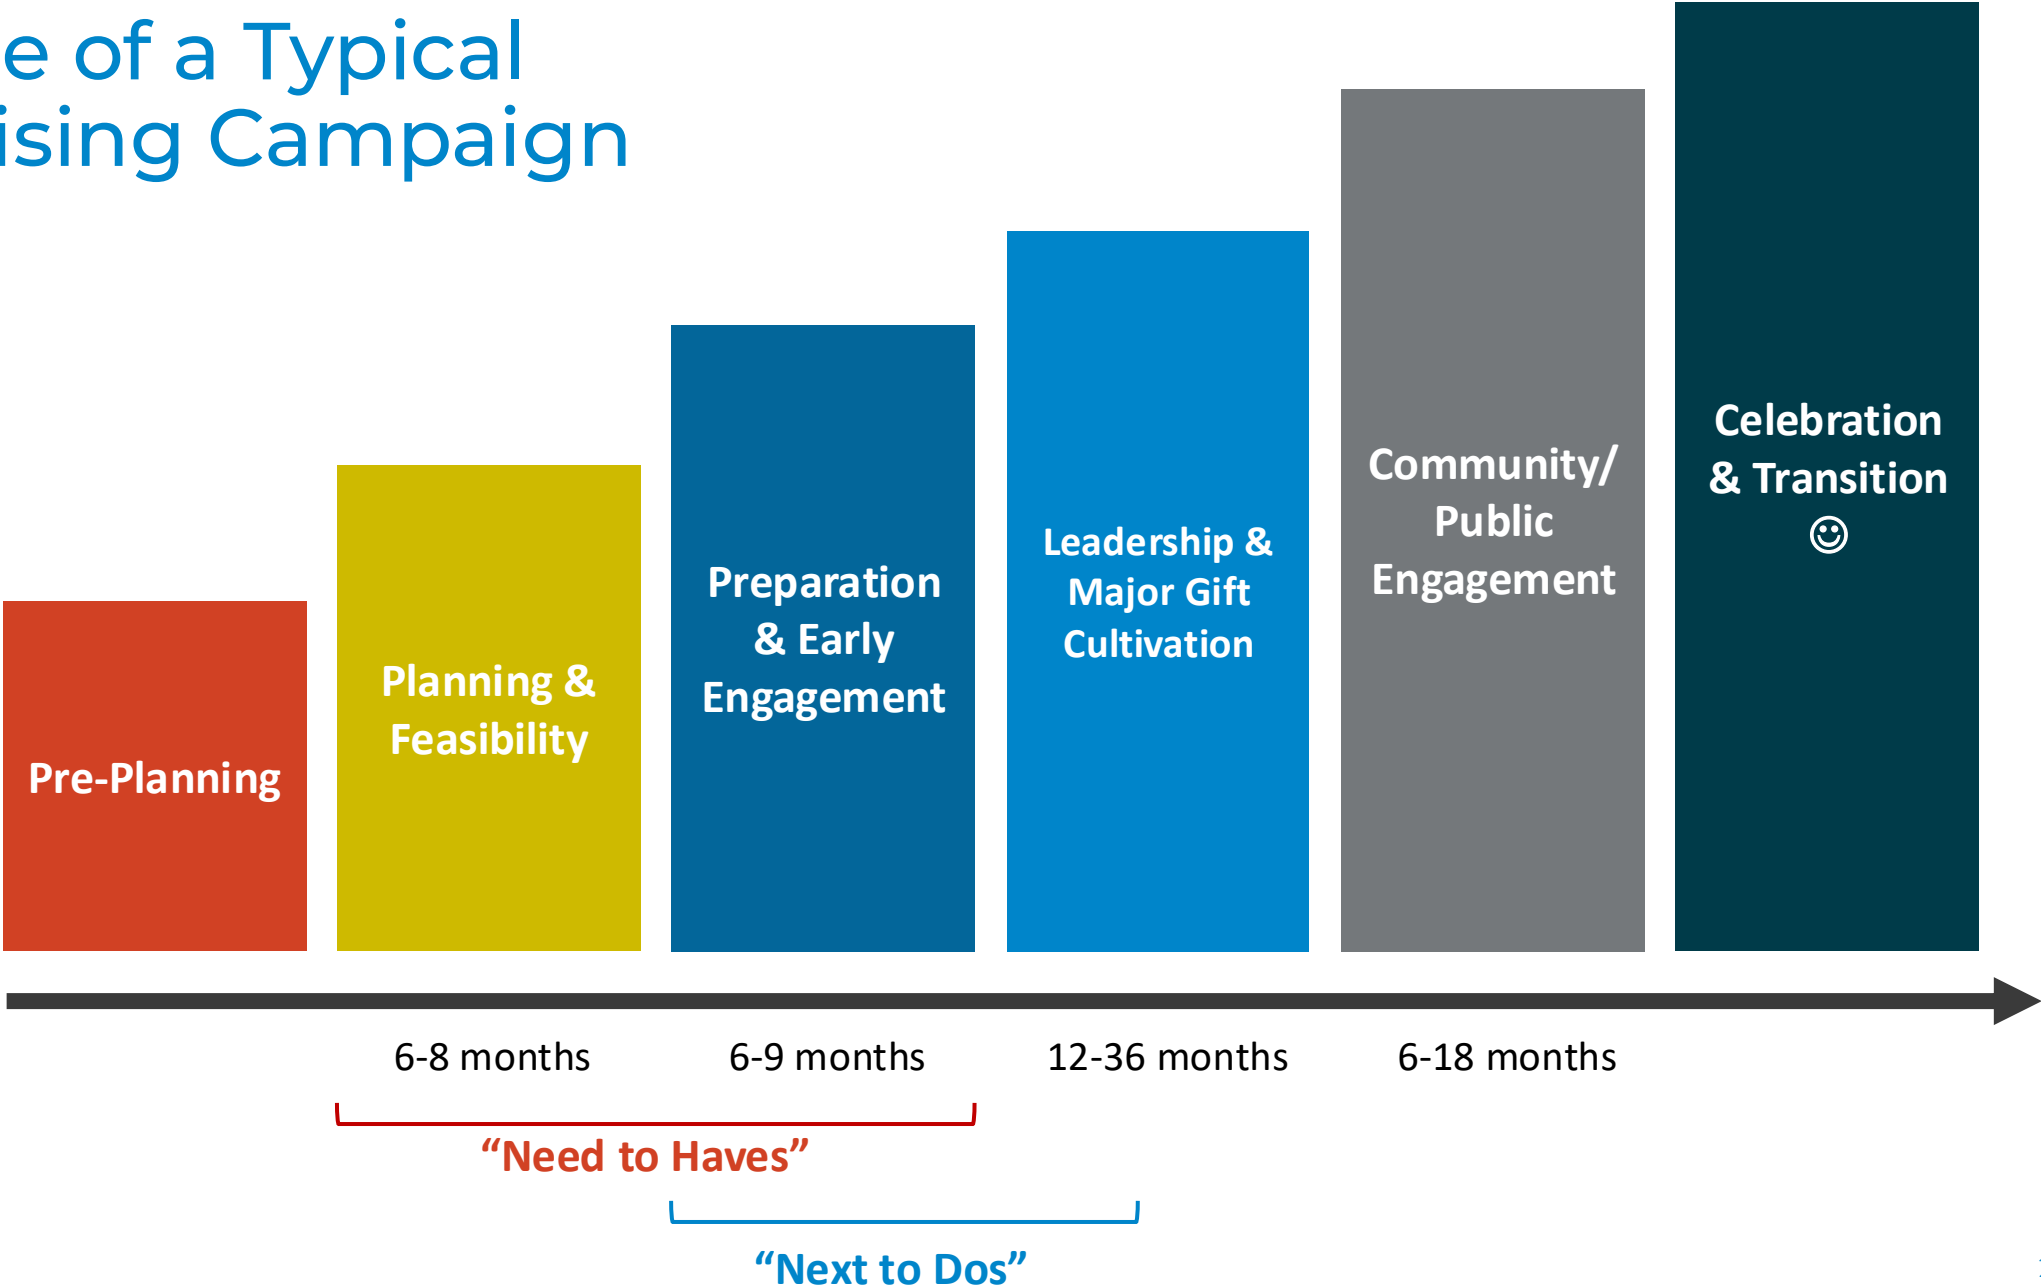 e of a Typical
ising Campaign
Pre-Planning
Planning &
Feasibility
Preparation
& Early
Engagement
Leadership &
Major Gift
Cultivation
Community/
Public
Engagement
Celebration
& Transition
☺
6-8 months
6-9 months
12-36 months
6-18 months
“Need to Haves”
“Next to Dos”